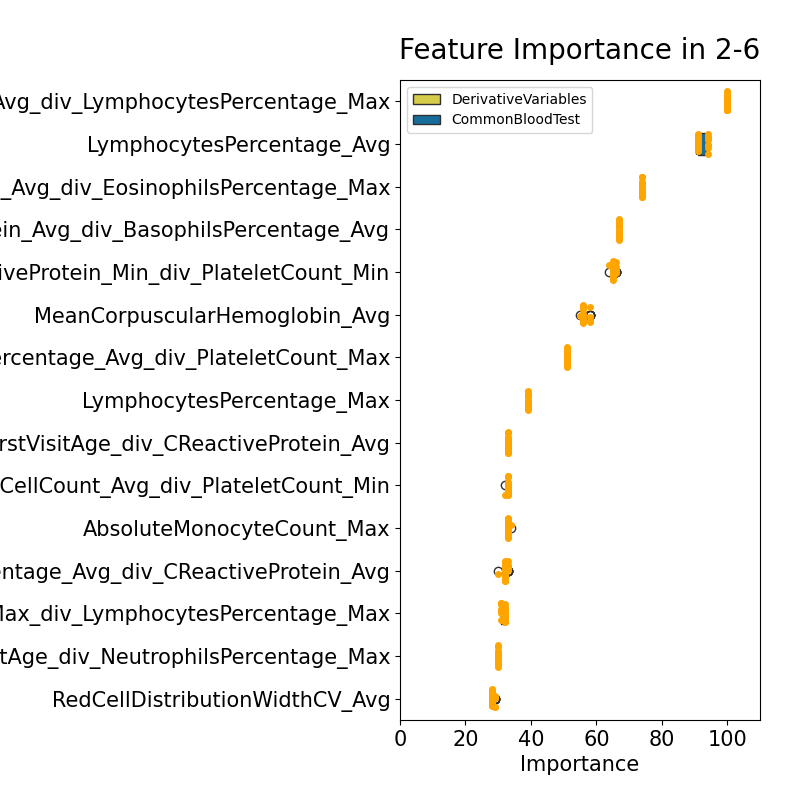 Feature Importance in 2-6
DerivativeVariables
CommonBloodTest
Avg_div_LymphocytesPercentage_Max
LymphocytesPercentage_Avg
_Avg_div_EosinophilsPercentage_Max
ein_Avg_div_BasophilsPercentage_Avg
iveProtein_Min_div_PlateletCount_Min
MeanCorpuscularHemoglobin_Avg
ercentage_Avg_div_PlateletCount_Max
LymphocytesPercentage_Max
rstVisitAge_div_CReactiveProtein_Avg
CellCount_Avg_div_PlateletCount_Min
AbsoluteMonocyteCount_Max
entage_Avg_div_CReactiveProtein_Avg
Max_div_LymphocytesPercentage_Max
tAge_div_NeutrophilsPercentage_Max
RedCellDistributionWidthCV_Avg
0 20 40 60 80 100
Importance